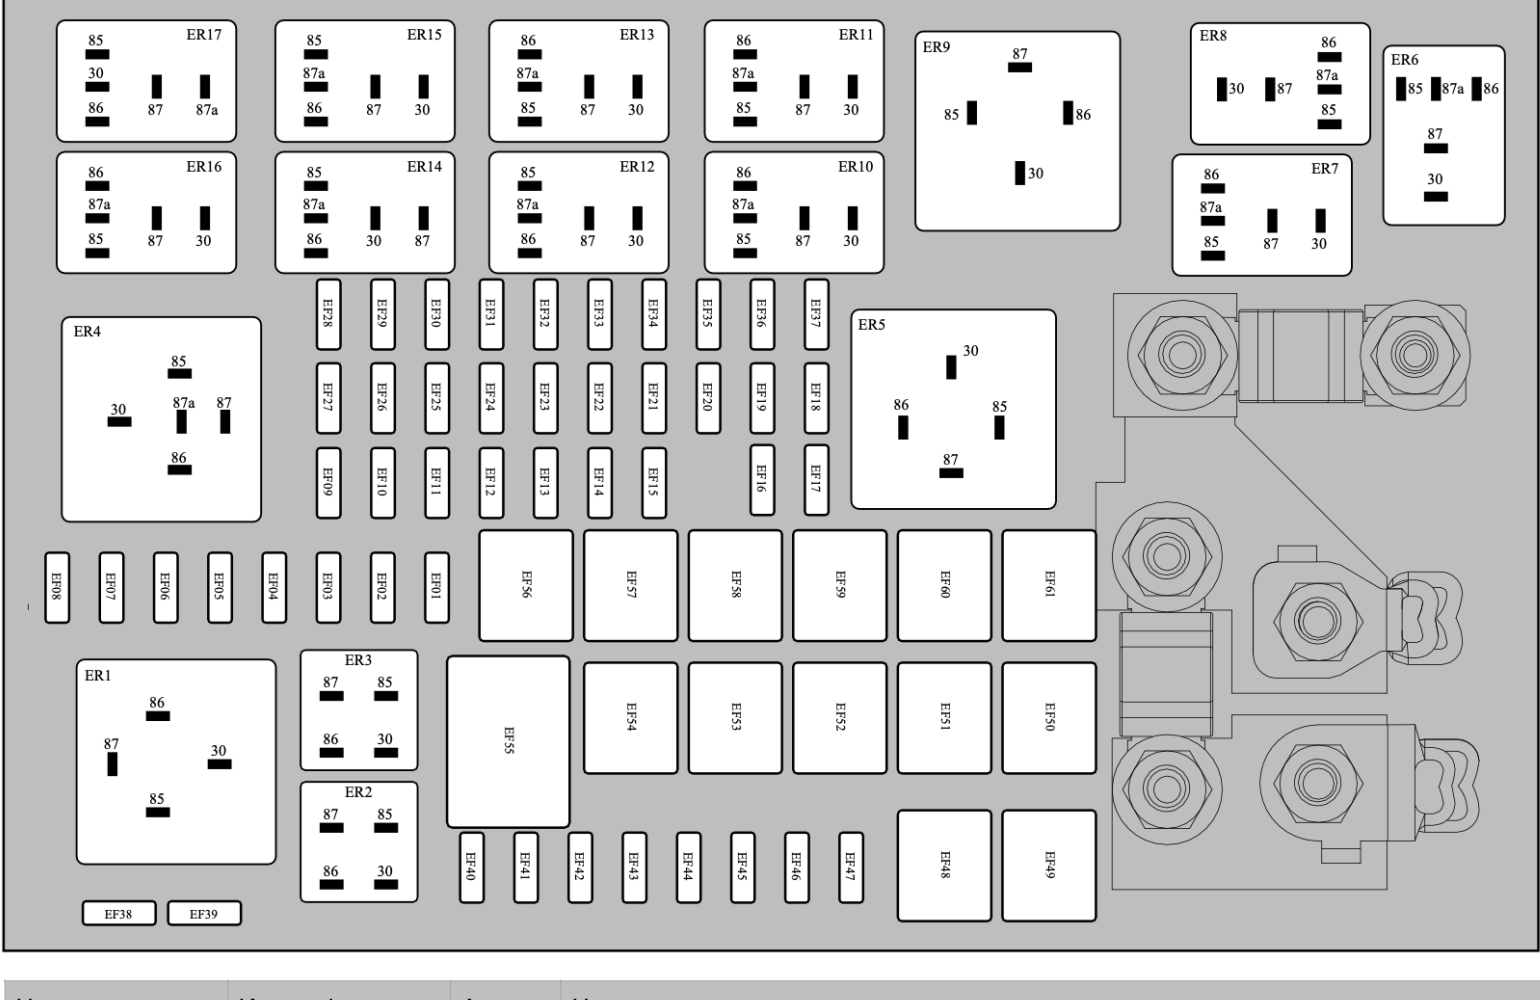 85 ER17
30
86 87 87a
85 ER15
87a
86 87 30
86 ER13
87a
85 87 30
86 ER11
87a
85 87 30
ER9 87
85 86
30
ER8 86
30 87 87a
85
ER6
85 87a 86
87
30
86 ER16
87a
85 87 30
85 ER14
87a
86 30 87
85 ER12
87a
86 87 30
86 ER10
87a
85 87 30
86 ER7
87a
85 87 30
EF28 EF29 EF30 EF31 EF32 EF33 EF34 EF35 EF36 EF37
ER4
85
30 87a 87
86
EF27 EF26 EF25 EF24 EF23 EF22 EF21 EF20 EF19 EF18
ER5
30
86 85
87
EF09 EF10 EF11 EF12 EF13 EF14 EF15 EF16 EF17
EF08 EF07 EF06 EF05 EF04 EF03 EF02 EF01
EF56 EF57 EF58 EF59 EF60 EF61
ER1
86
87 30
85
ER3
87 85
86 30
ER2
87 85
86 30
EF55 EF54 EF53 EF52 EF51 EF50
EF40 EF41 EF42 EF43 EF44 EF45 EF46 EF47
EF48 EF49
EF38 EF39